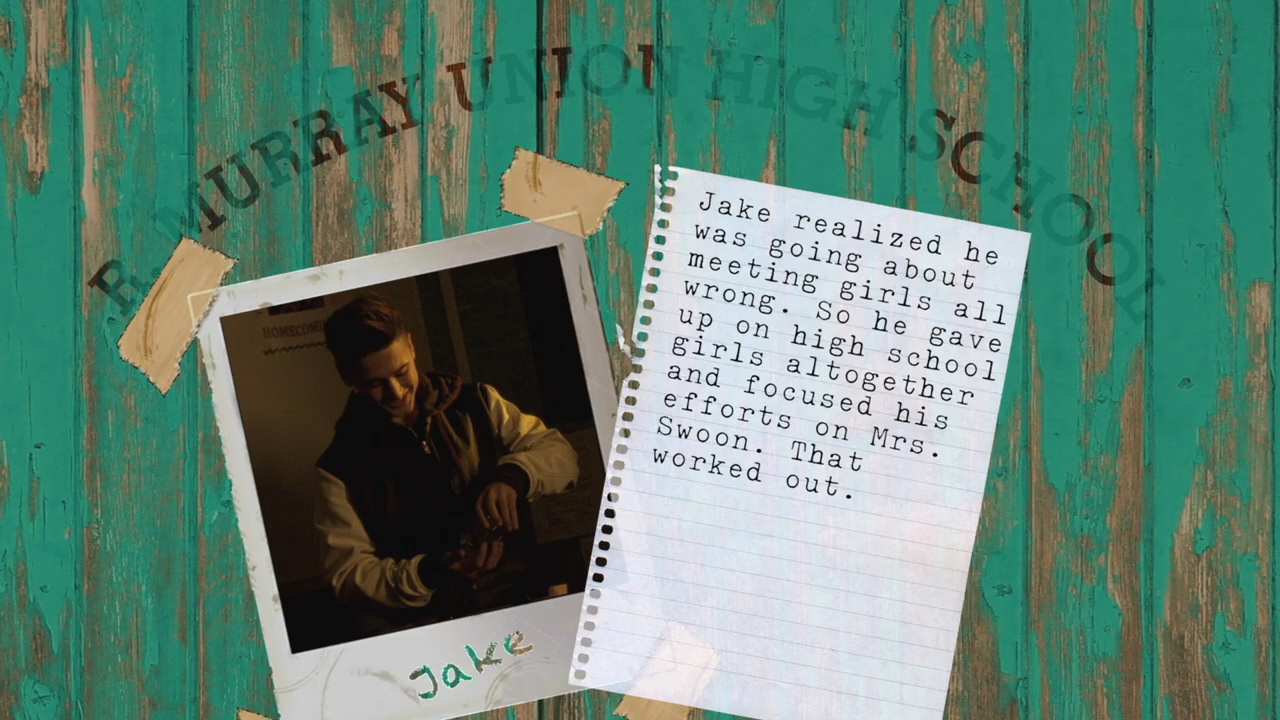 R. MURRAY UNION HIGH SCHOOL
Jake realized he
was going about
meeting girls all
wrong. So he gave
up on high school
girls altogether
and focused his
efforts on Mrs.
Swoon. That
worked out.
HOMECOMI
Jake